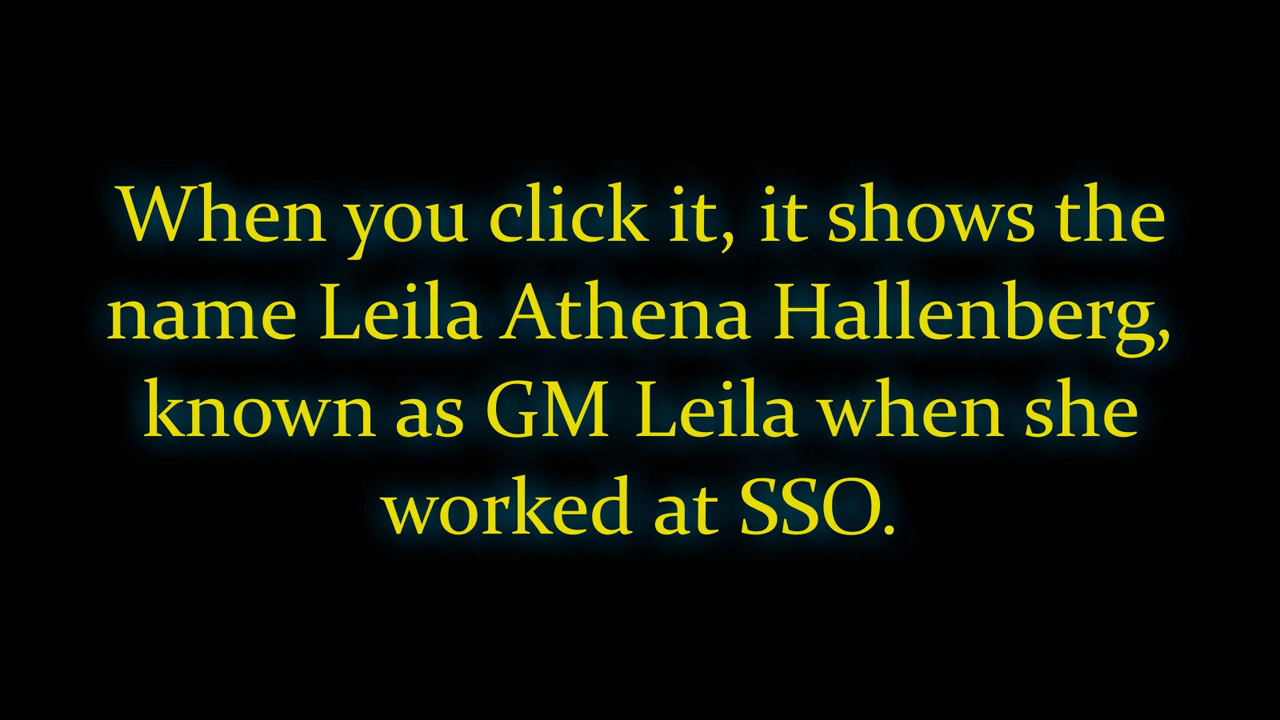 When you click it, it shows the
name Leila Athena Hallenberg,
known as GM Leila when she
worked at SSO.